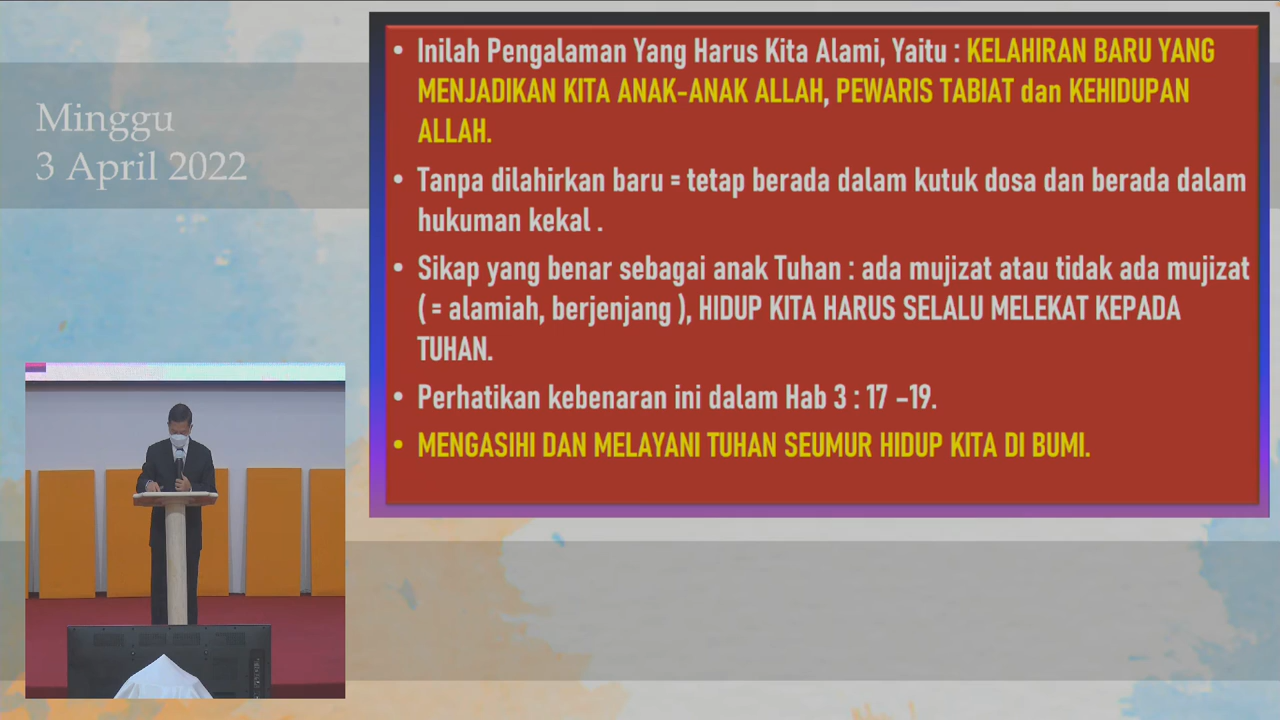 Minggu
3 April 2022
• Inilah Pengalaman Yang Harus Kita Alami, Yaitu : KELAHIRAN BARU YANG
MENJADIKAN KITA ANAK-ANAK ALLAH, PEWARIS TABIAT dan KEHIDUPAN
ALLAH.
• Tanpa dilahirkan baru = tetap berada dalam kutuk dosa dan berada dalam
hukuman kekal .
• Sikap yang benar sebagai anak Tuhan : ada mujizat atau tidak ada mujizat
( = alamiah, berjenjang ), HIDUP KITA HARUS SELALU MELEKAT KEPADA
TUHAN.
• Perhatikan kebenaran ini dalam Hab 3 : 17 –19.
• MENGASIHI DAN MELAYANI TUHAN SEUMUR HIDUP KITA DI BUMI.